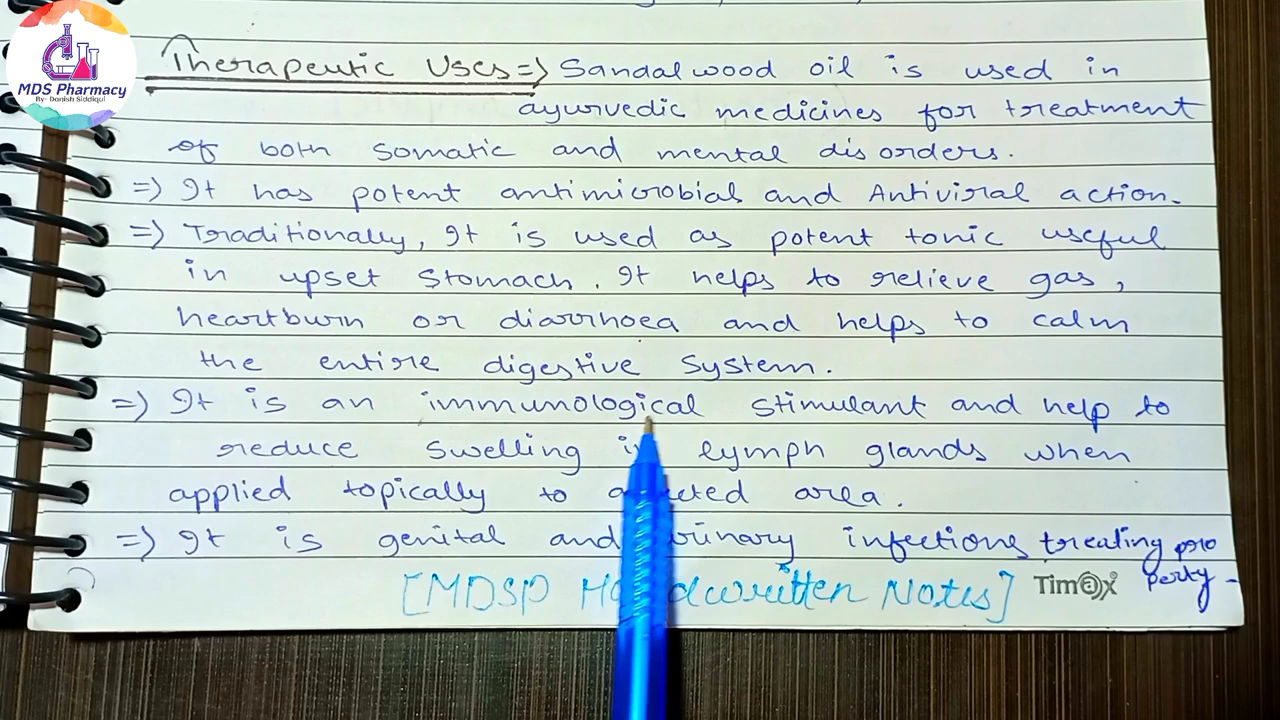 MDS Pharmacy
By- Danish Siddiqui
Therapeutic Uses => Sandalwood oil is used in
ayurvedic medicines for treatment
of both somatic and mental disorders.
=> It has potent antimicrobial and Antiviral action.
=> Traditionally, It is used as potent tonic useful
in upset stomach. It helps to relieve gas,
heartburn or diarrhoea and helps to calm
the entire digestive system.
=> It is an immunological stimulant and help to
reduce swelling in lymph glands when
applied topically to area.
=> It is genital and urinary infections treating pro
perty -
[MDSP Handwritten Notes] Timex